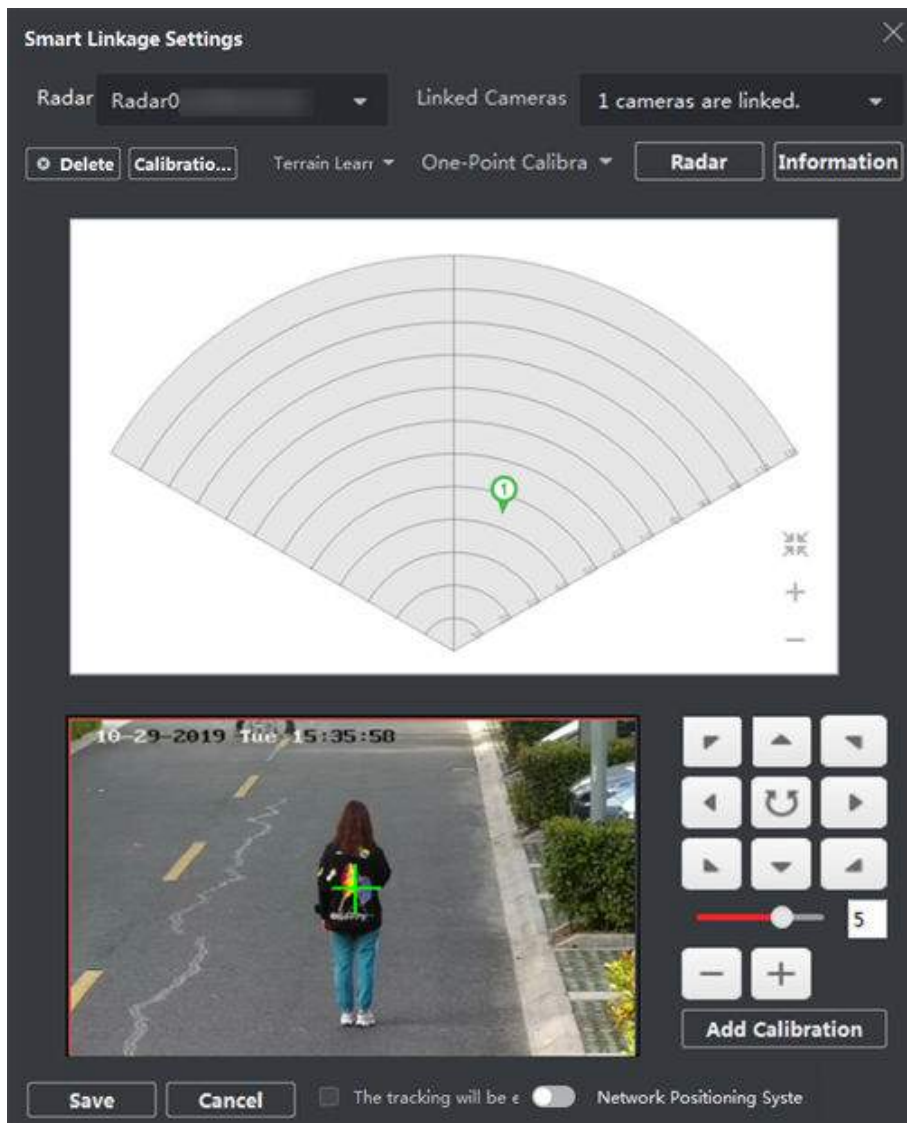 Smart Linkage Settings
Radar Radar0 Linked Cameras 1 cameras are linked.
Delete Calibratio... Terrain Lear One-Point Calibra Radar Information
1
10-29-2019 Tue 15:35:58
5
Add Calibration
Save Cancel The tracking will be e Network Positioning Syste